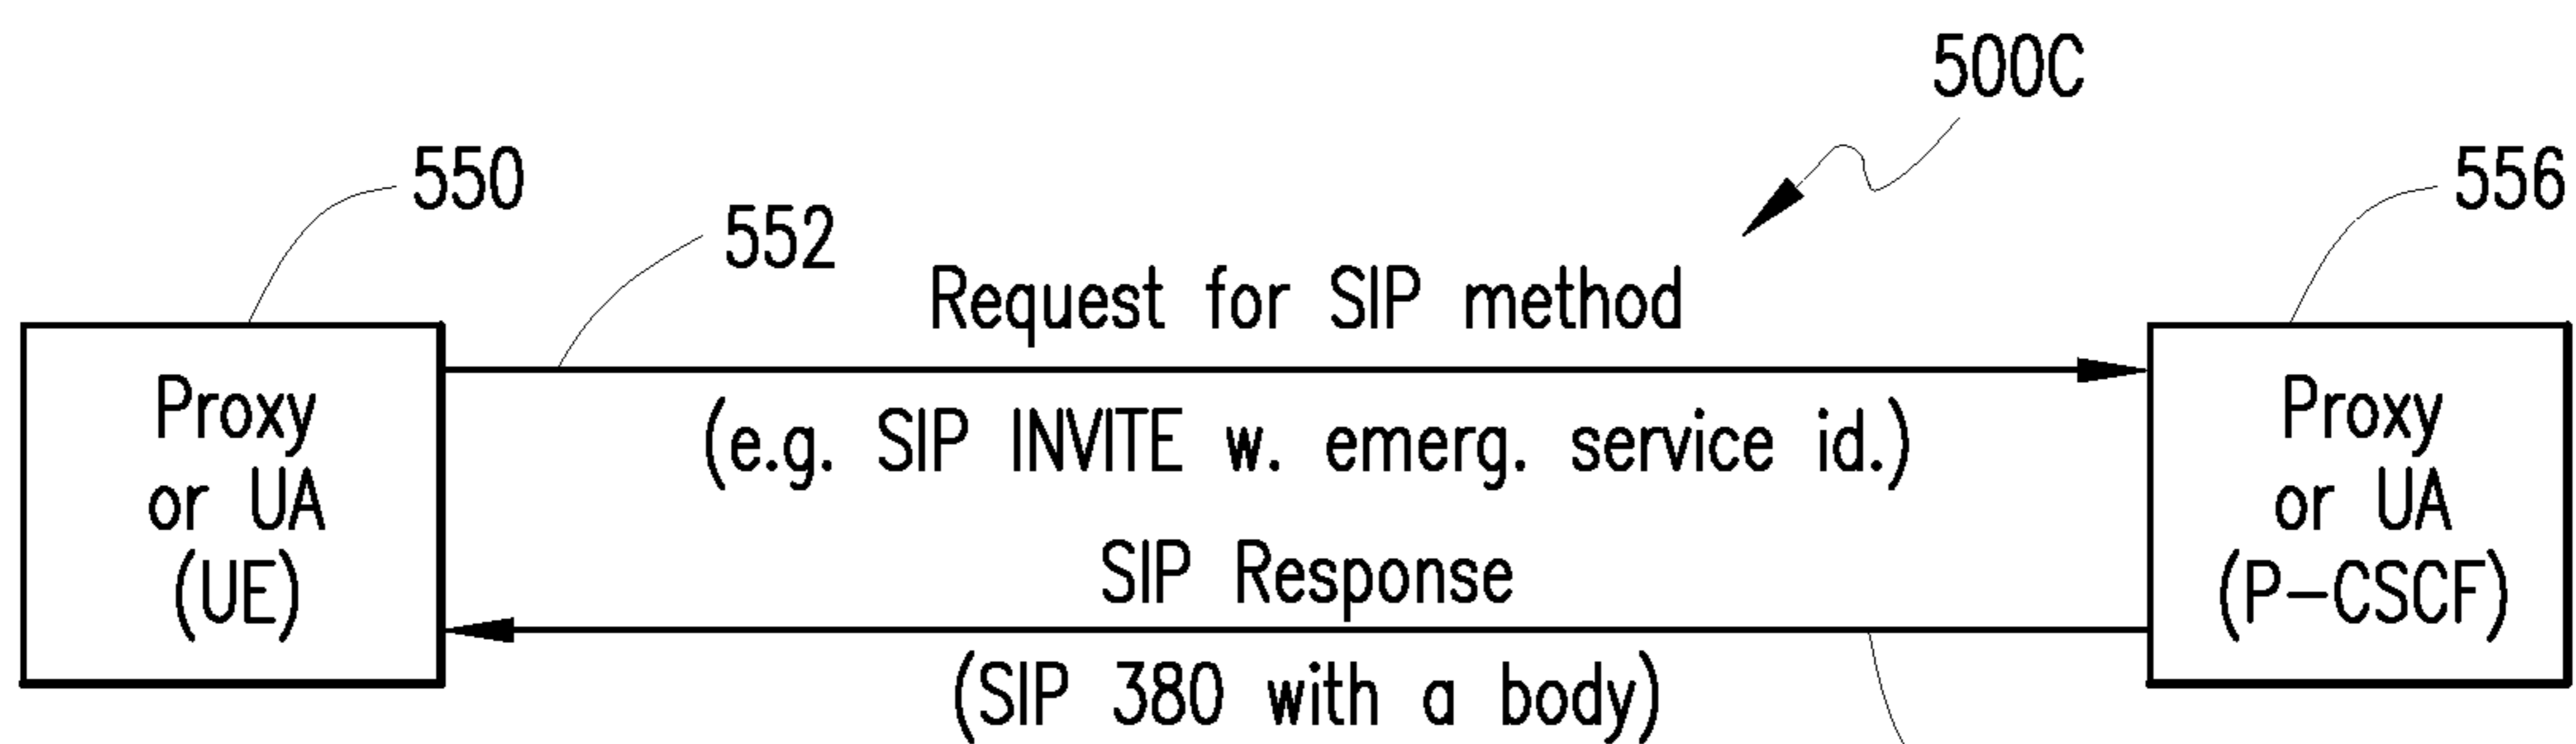 500C
550
552
556
Request for SIP method
(e.g. SIP INVITE w. emerg. service id.)
Proxy
or UA
(UE)
Proxy
or UA
(P-CSCF)
SIP Response
(SIP 380 with a body)